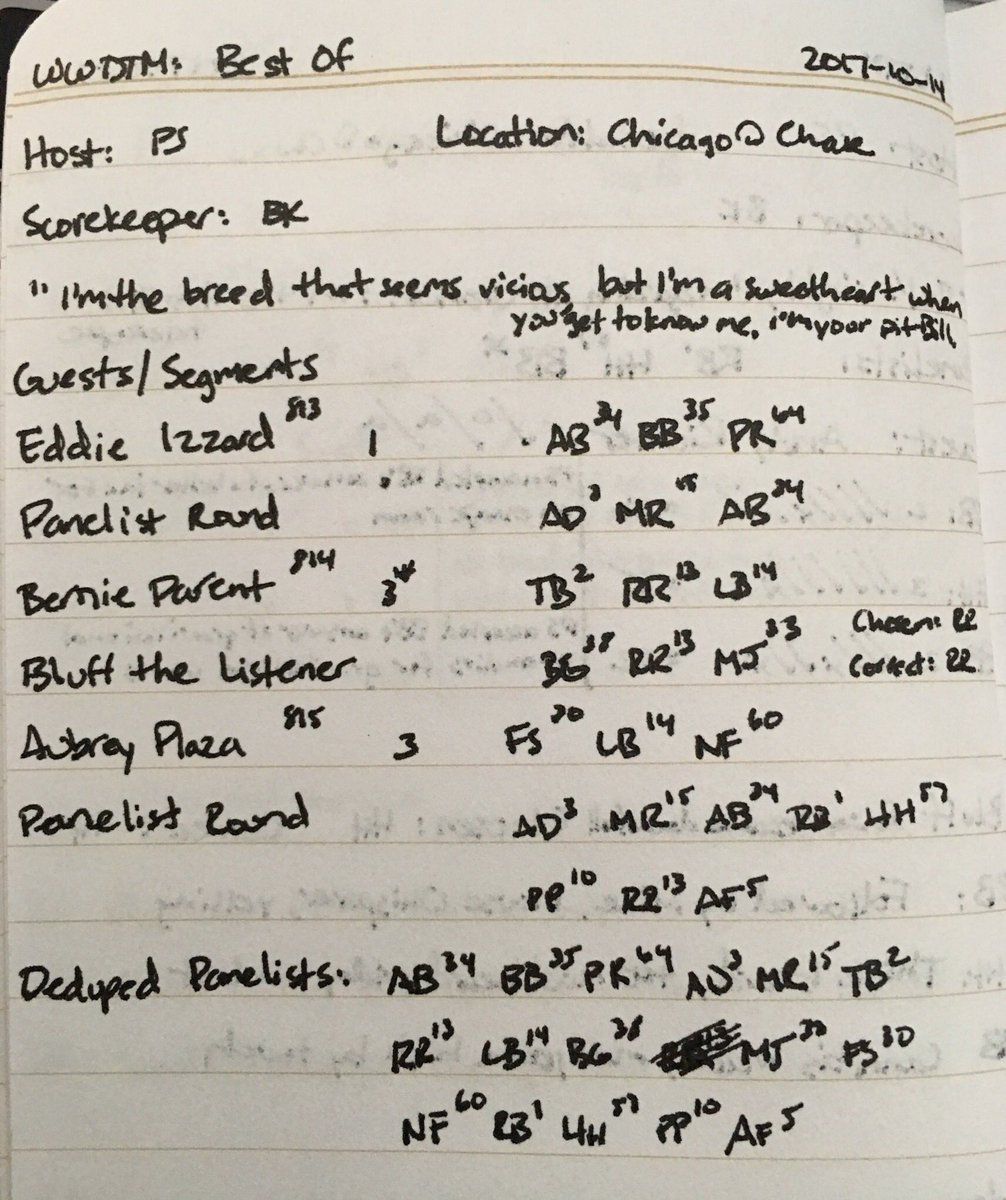 WWDTM: Best Of 2017-10-14
Host: PS Location: Chicago @ Chase
Scorekeeper: BK
"I'm the breed that seems vicious but I'm a sweetheart when
you get to know me, I'm your pit Bill
Guests/Segments
Eddie Izzard 813 1 AB 34 BB 35 PR 64
Panelist Round AD 3 MR 15 AB 34
Bernie Parent 814 3* TB 2 RR 13 LB 14
Bluff the Listener BG 38 RR 13 MJ 33 Chosen: RR
Correct: RR
Aubrey Plaza 815 3 FS 30 LB 14 NF 60
Panelist Round AD 3 MR 15 AB 34 RB 1 HH 57
PP 10 RR 13 AF 5
Deduped Panelists: AB 34 BB 35 PR 64 AD 3 MR 15 TB 2
RR 13 LB 14 BG 38 MJ 33 FS 30
NF 60 RB 1 HH 57 PP 10 AF 5